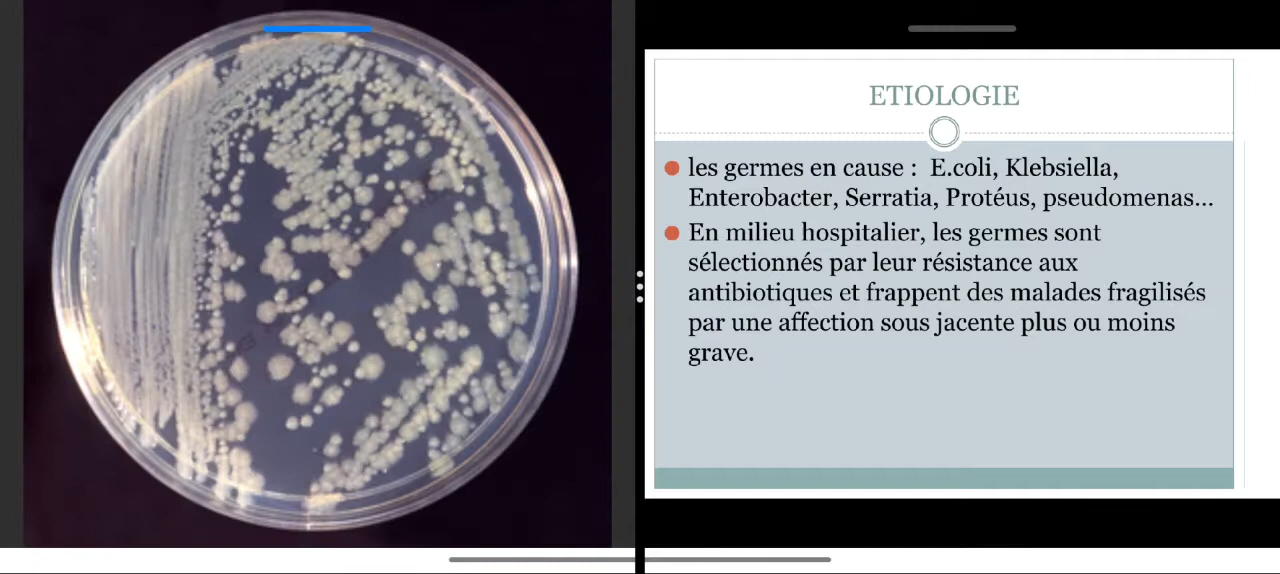 ETIOLOGIE
les germes en cause : E.coli, Klebsiella,
Enterobacter, Serratia, Protéus, pseudomenas...
En milieu hospitalier, les germes sont
sélectionnés par leur résistance aux
antibiotiques et frappent des malades fragilisés
par une affection sous jacente plus ou moins
grave.